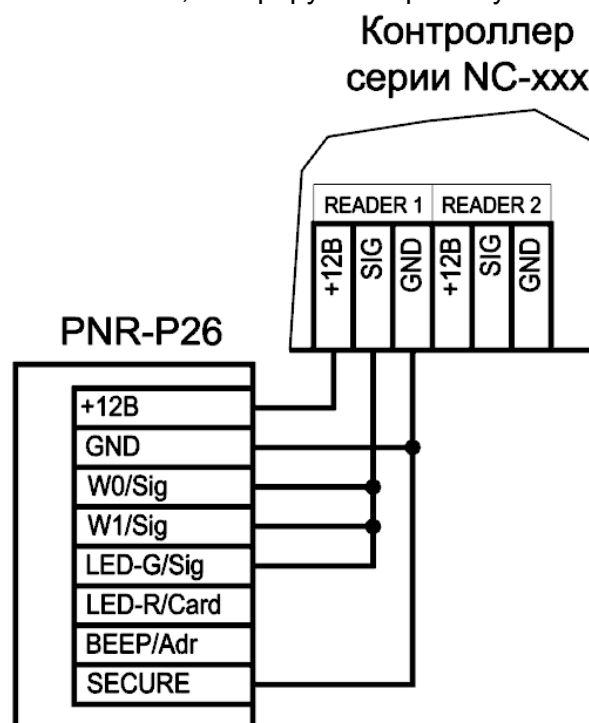 Контроллер
серии NC-xxx
READER 1 READER 2
+12В SIG GND +12В SIG GND
PNR-P26
+12В
GND
W0/Sig
W1/Sig
LED-G/Sig
LED-R/Card
BEEP/Adr
SECURE